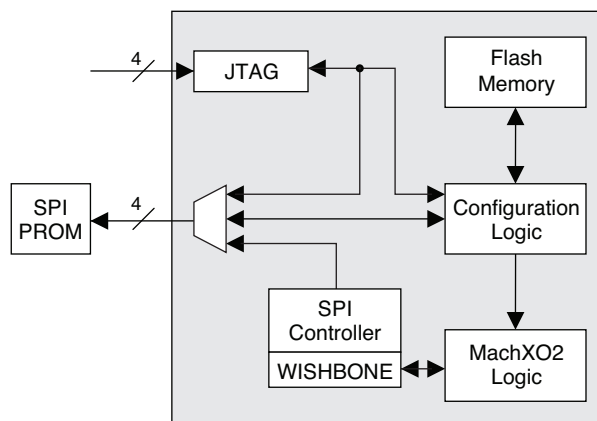 4
JTAG
Flash
Memory
4
SPI
PROM
Configuration
Logic
SPI
Controller
WISHBONE
MachXO2
Logic